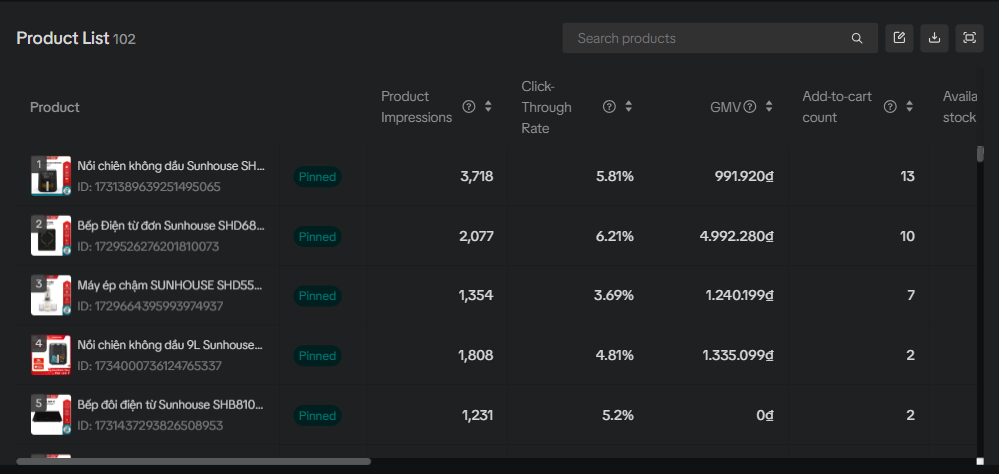 Product List 102
Search products
Product
Product Impressions
Click-Through Rate
GMV
Add-to-cart count
Availa
stock
1
Nồi chiên không dầu Sunhouse SH...
ID: 1731389639251495065
Pinned
3,718
5.81%
991.920₫
13
2
Bếp Điện từ đơn Sunhouse SHD68...
ID: 1729526276201810073
Pinned
2,077
6.21%
4.992.280₫
10
3
Máy ép chậm SUNHOUSE SHD55...
ID: 1729664395993974937
Pinned
1,354
3.69%
1.240.199₫
7
4
Nồi chiên không dầu 9L Sunhouse...
ID: 1734000736124765337
Pinned
1,808
4.81%
1.335.099₫
2
5
Bếp đôi điện từ Sunhouse SHB810...
ID: 1731437293826508953
Pinned
1,231
5.2%
0₫
2